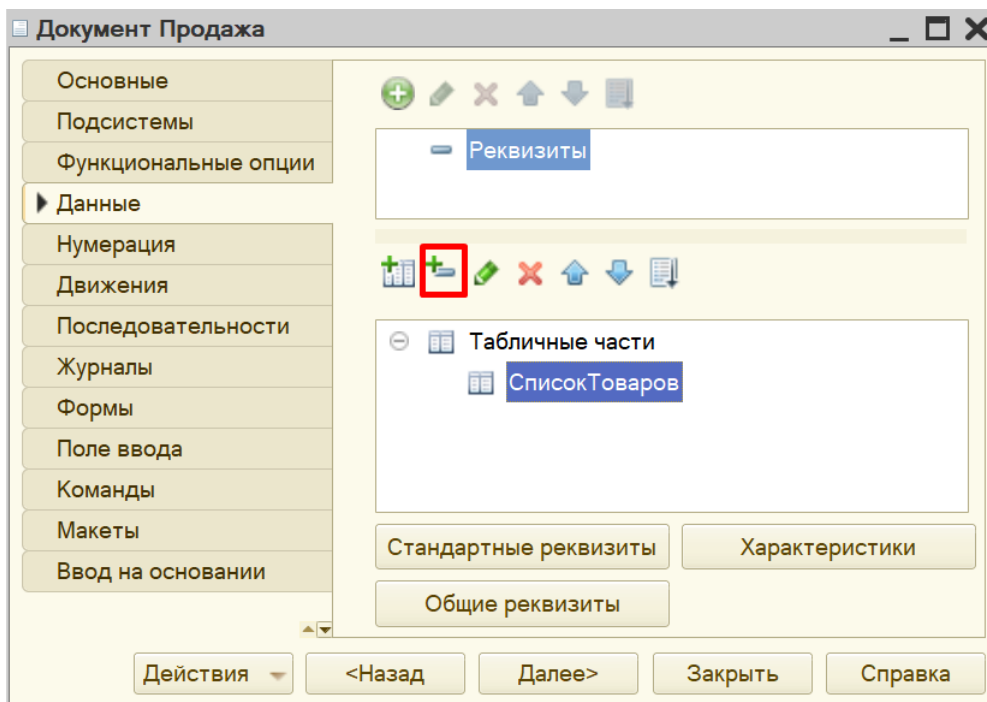 Документ Продажа
Основные
Подсистемы
Функциональные опции
Данные
Нумерация
Движения
Последовательности
Журналы
Формы
Поле ввода
Команды
Макеты
Ввод на основании
Реквизиты
Табличные части
СписокТоваров
Стандартные реквизиты
Характеристики
Общие реквизиты
Действия
<Назад
Далее>
Закрыть
Справка